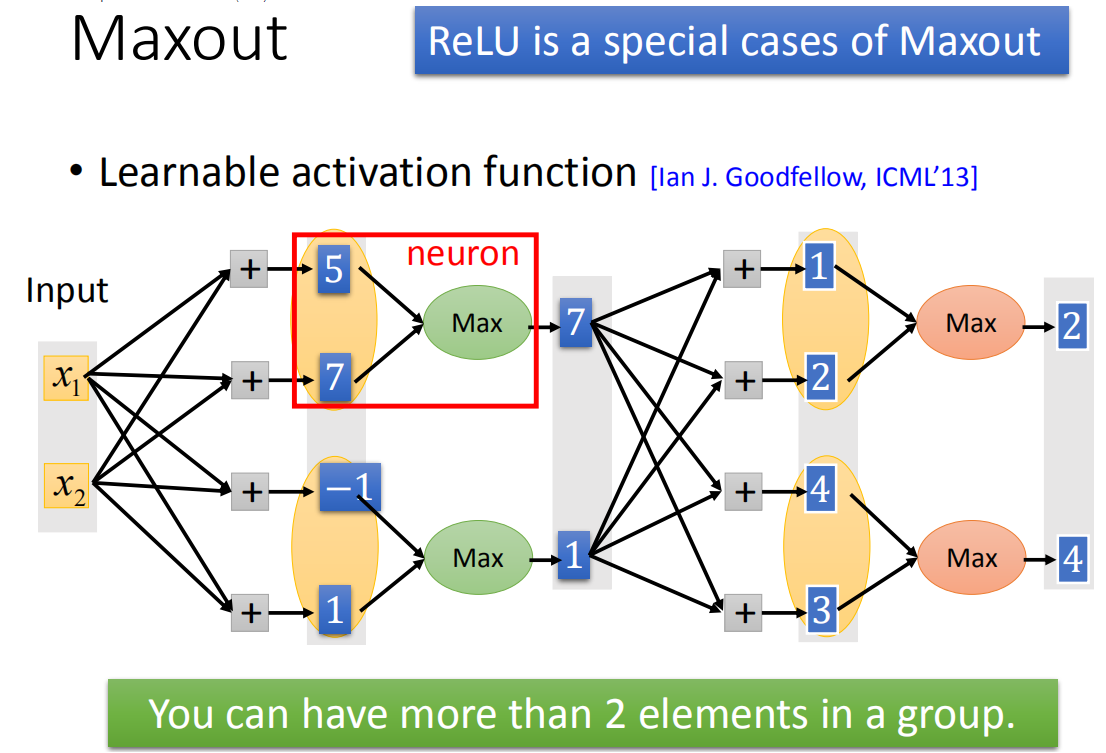 Maxout
ReLU is a special cases of Maxout
• Learnable activation function [Ian J. Goodfellow, ICML’13]
Input
neuron
x₁
x₂
+
+
+
+
5
7
−1
1
Max
Max
7
1
+
+
+
+
1
2
4
3
Max
Max
2
4
You can have more than 2 elements in a group.